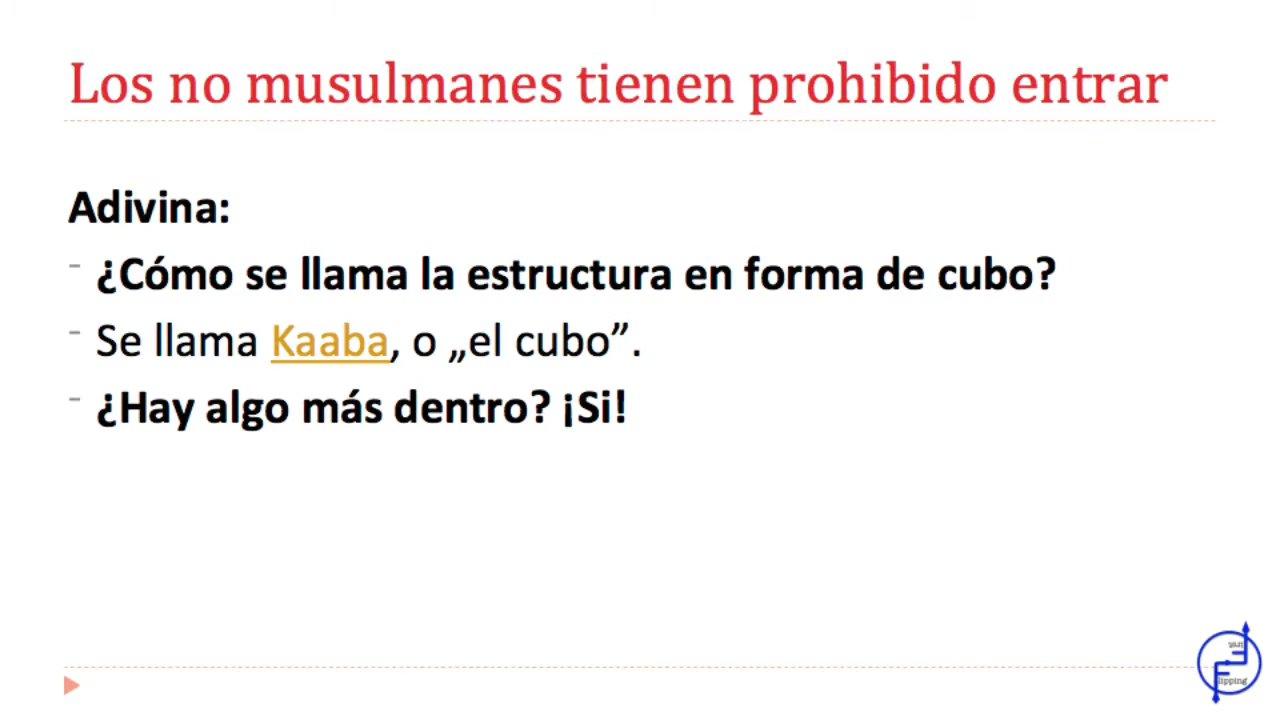 Los no musulmanes tienen prohibido entrar
Adivina:
- ¿Cómo se llama la estructura en forma de cubo?
- Se llama Kaaba, o „el cubo”.
- ¿Hay algo más dentro? ¡Si!
lipping